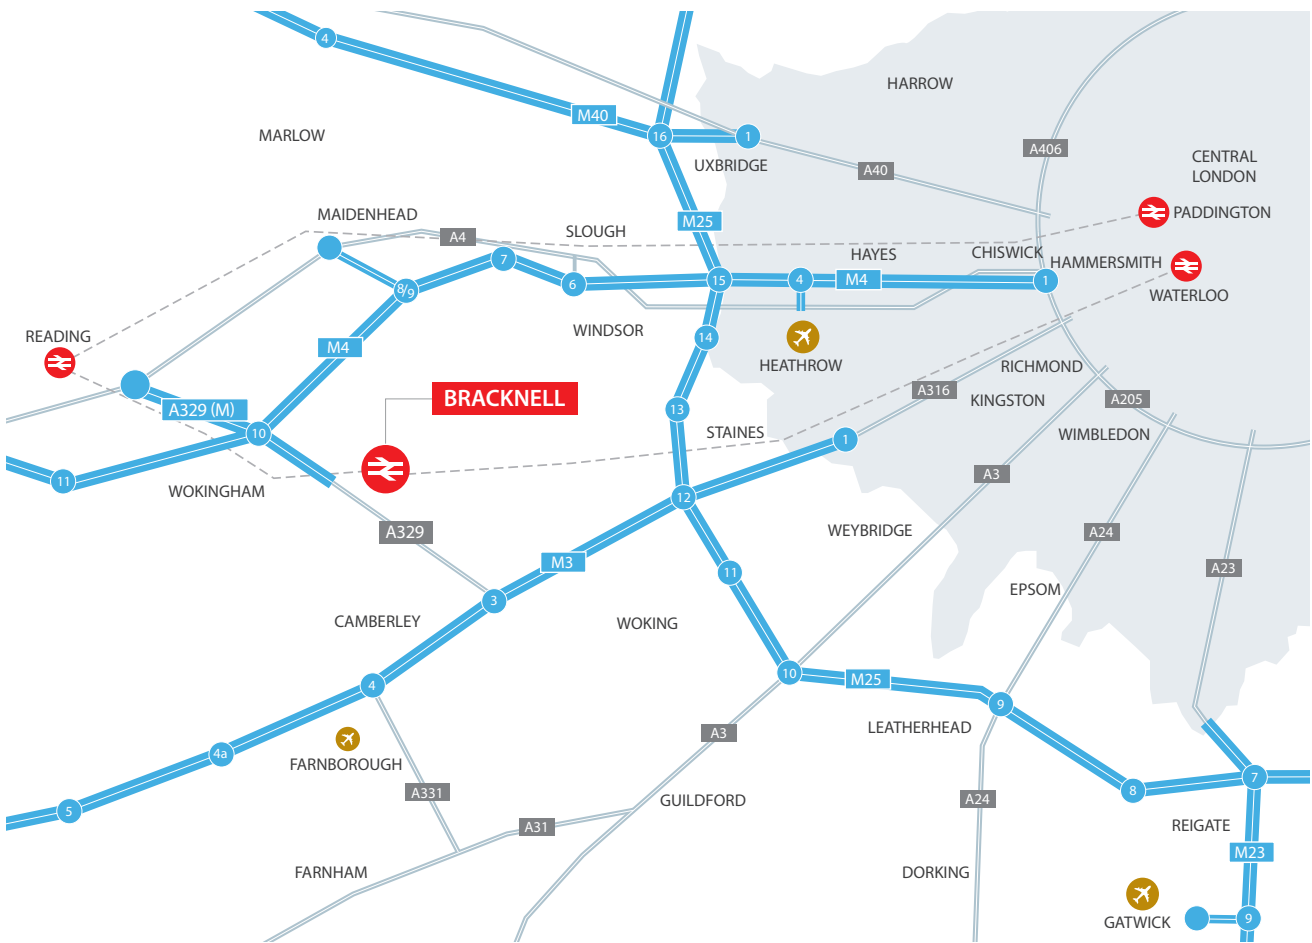 4
HARROW
M40
MARLOW
16
1
A406
UXBRIDGE
A40
CENTRAL
LONDON
MAIDENHEAD
PADDINGTON
M25
SLOUGH
A4
HAYES
CHISWICK
HAMMERSMITH
7
8/9
6
15
4
M4
1
WATERLOO
WINDSOR
14
READING
M4
HEATHROW
RICHMOND
A316
KINGSTON
A205
BRACKNELL
A329 (M)
13
10
STAINES
1
WIMBLEDON
11
WOKINGHAM
A3
12
A329
WEYBRIDGE
A24
M3
11
A23
EPSOM
3
CAMBERLEY
WOKING
10
M25
4
9
LEATHERHEAD
A3
4a
FARNBOROUGH
7
8
A331
GUILDFORD
A24
5
A31
REIGATE
M23
FARNHAM
DORKING
GATWICK
9